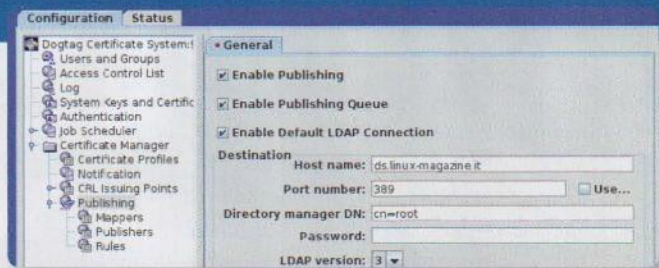 Configuration Status
Dogtag Certificate System:
Users and Groups
Access Control List
Log
System Keys and Certific
Authentication
Job Scheduler
Certificate Manager
Certificate Profiles
Notification
CRL Issuing Points
Publishing
Mappers
Publishers
Rules
General
Enable Publishing
Enable Publishing Queue
Enable Default LDAP Connection
Destination
Host name: ds.linux-magazine.it
Port number: 389 Use...
Directory manager DN: cn=root
Password:
LDAP version: 3